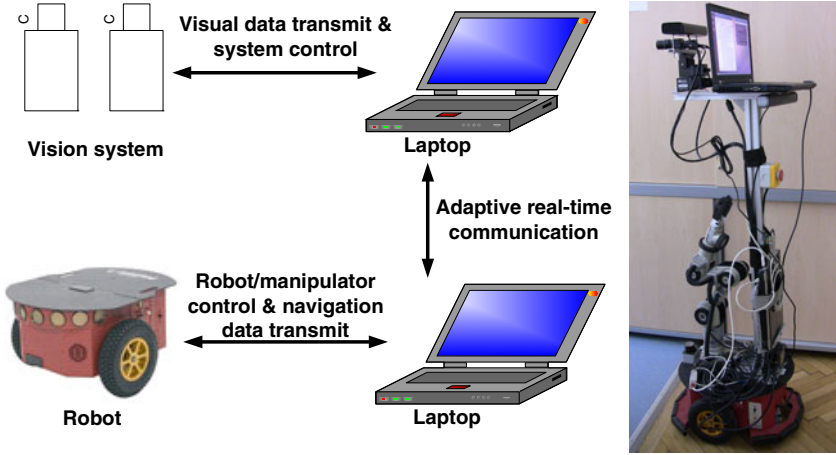 C
C
Visual data transmit &
system control
Vision system
Laptop
Adaptive real-time
communication
Robot/manipulator
control & navigation
data transmit
Robot
Laptop